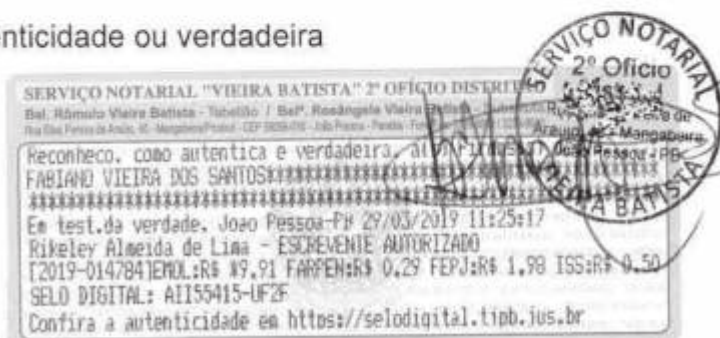 nticidade ou verdadeira
SERVIÇO NOTARIAL "VIEIRA BATISTA" 2º OFÍCIO
Bel. Rômulo Vieira Batista - Tabelião / Belª. Rosângela Vieira
Reconheco, como autentica e verdadeira,
FABIANO VIEIRA DOS SANTOS
Em test.da verdade. Joao Pessoa-PB 29/03/2019 11:25:17
Rikeley Almeida de Lima - ESCREVENTE AUTORIZADO
[2019-014784]EMOL:R$ #9,91 FARPEN:R$ 0,29 FEPJ:R$ 1,98 ISS:R$ 0,50
SELO DIGITAL: AII55415-UF2F
Confira a autenticidade em https://selodigital.tjpb.jus.br
SERVIÇO NOTARIAL
2º Ofício
Mangabeira
João Pessoa - PB
VIEIRA BATISTA